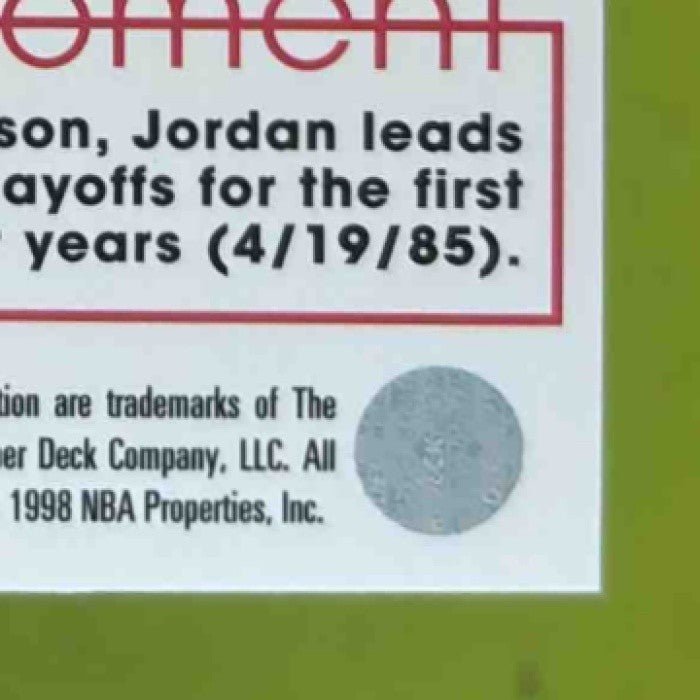 oment
son, Jordan leads
ayoffs for the first
years (4/19/85).
tion are trademarks of The
er Deck Company, LLC. All
1998 NBA Properties, Inc.